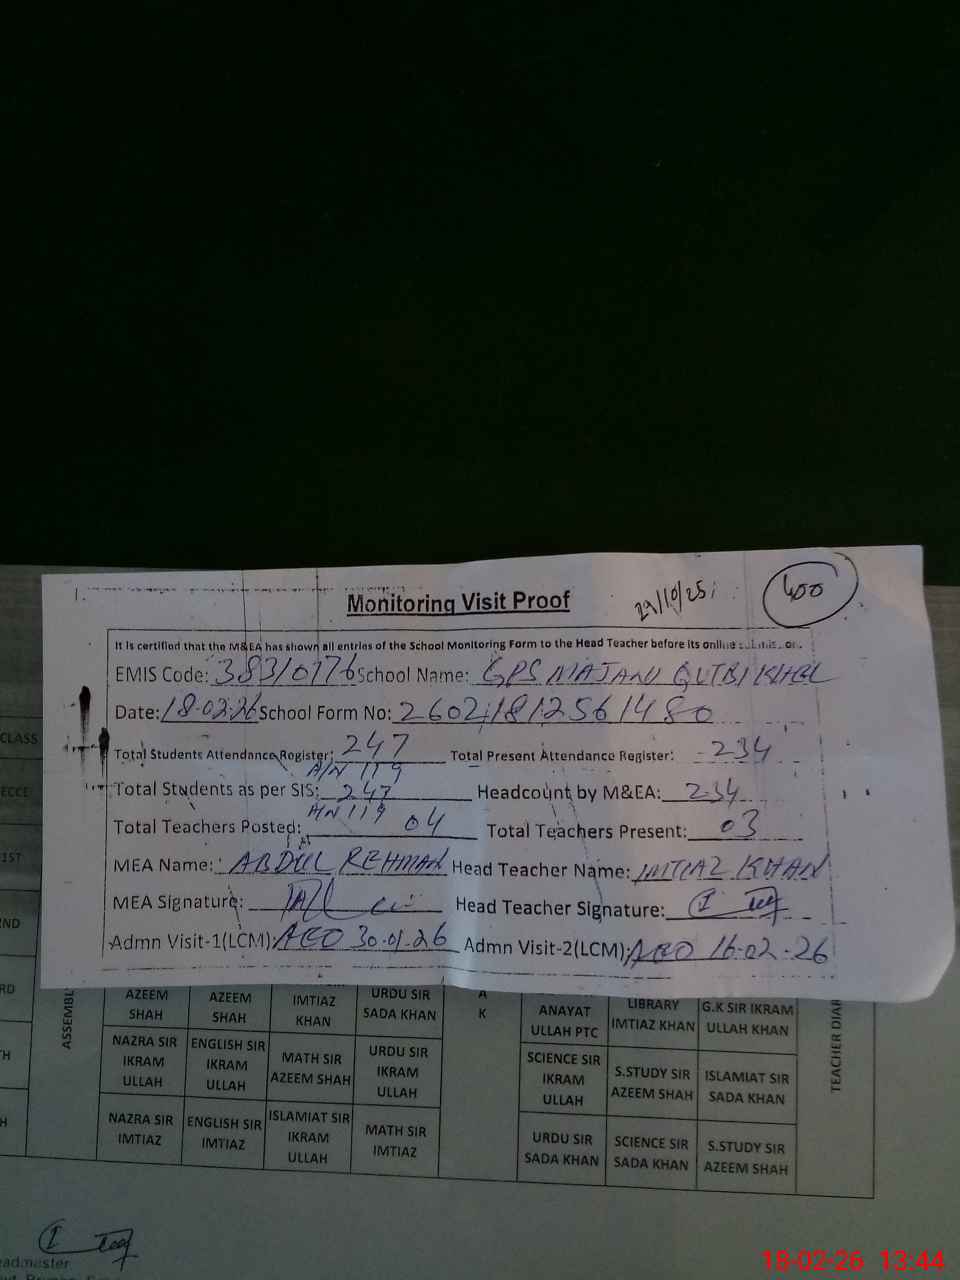 Monitoring Visit Proof
400
It is certified that the M&EA has shown all entries of the School Monitoring Form to the Head Teacher before its online
EMIS Code: 38310176 School Name: GPS MAJANU QUTBI KHEL
Date: 18-02-26 School Form No: 26021812561480
Total Students Attendance Register: 247 Total Present Attendance Register: 234
A/N 119
Total Students as per SIS: 247 Headcount by M&EA: 234
A/N 119
Total Teachers Posted: 04 Total Teachers Present: 03
MEA Name: ABDUL REHMAN Head Teacher Name: IMTIAZ KHAN
MEA Signature: Head Teacher Signature:
Admn Visit-1(LCM): AEO 30-01-26 Admn Visit-2(LCM): AEO 16-02-26
CLASS
ECCE
1ST
ASSEMBL
AZEEM SHAH
AZEEM SHAH
IMTIAZ KHAN
URDU SIR SADA KHAN
A
K
ANAYAT ULLAH PTC
LIBRARY IMTIAZ KHAN
G.K SIR IKRAM ULLAH KHAN
TEACHER DIAR
NAZRA SIR IKRAM ULLAH
ENGLISH SIR IKRAM ULLAH
MATH SIR AZEEM SHAH
URDU SIR IKRAM ULLAH
SCIENCE SIR IKRAM ULLAH
S.STUDY SIR AZEEM SHAH
ISLAMIAT SIR SADA KHAN
NAZRA SIR IMTIAZ
ENGLISH SIR IMTIAZ
ISLAMIAT SIR IKRAM ULLAH
MATH SIR IMTIAZ
URDU SIR SADA KHAN
SCIENCE SIR SADA KHAN
S.STUDY SIR AZEEM SHAH
eadmaster
18-02-26 13:44